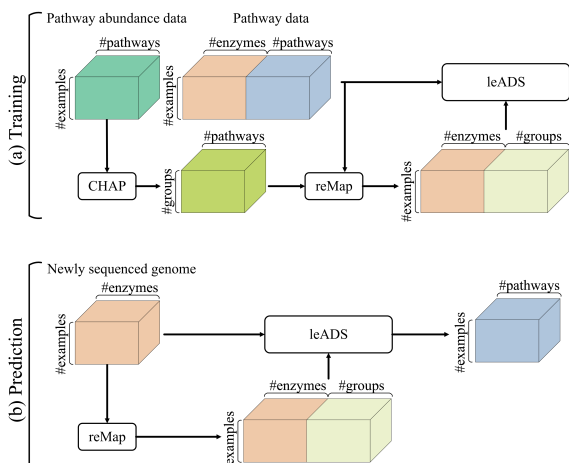 Pathway abundance data
Pathway data
#pathways
#enzymes
#pathways
#examples
#examples
leADS
(a) Training
#pathways
#enzymes
#groups
CHAP
#groups
reMap
#examples
Newly sequenced genome
#enzymes
#pathways
#examples
leADS
#examples
(b) Prediction
#enzymes
#groups
reMap
#examples